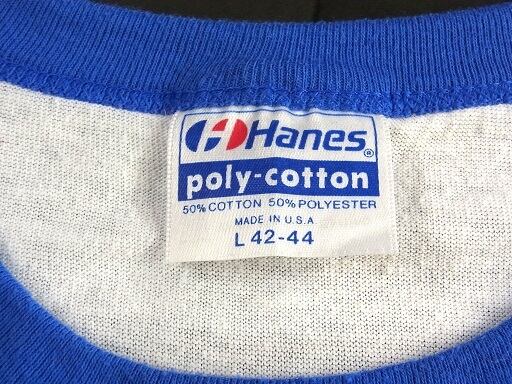 Hanes®
poly-cotton
50% COTTON 50% POLYESTER
MADE IN U.S.A
L 42-44